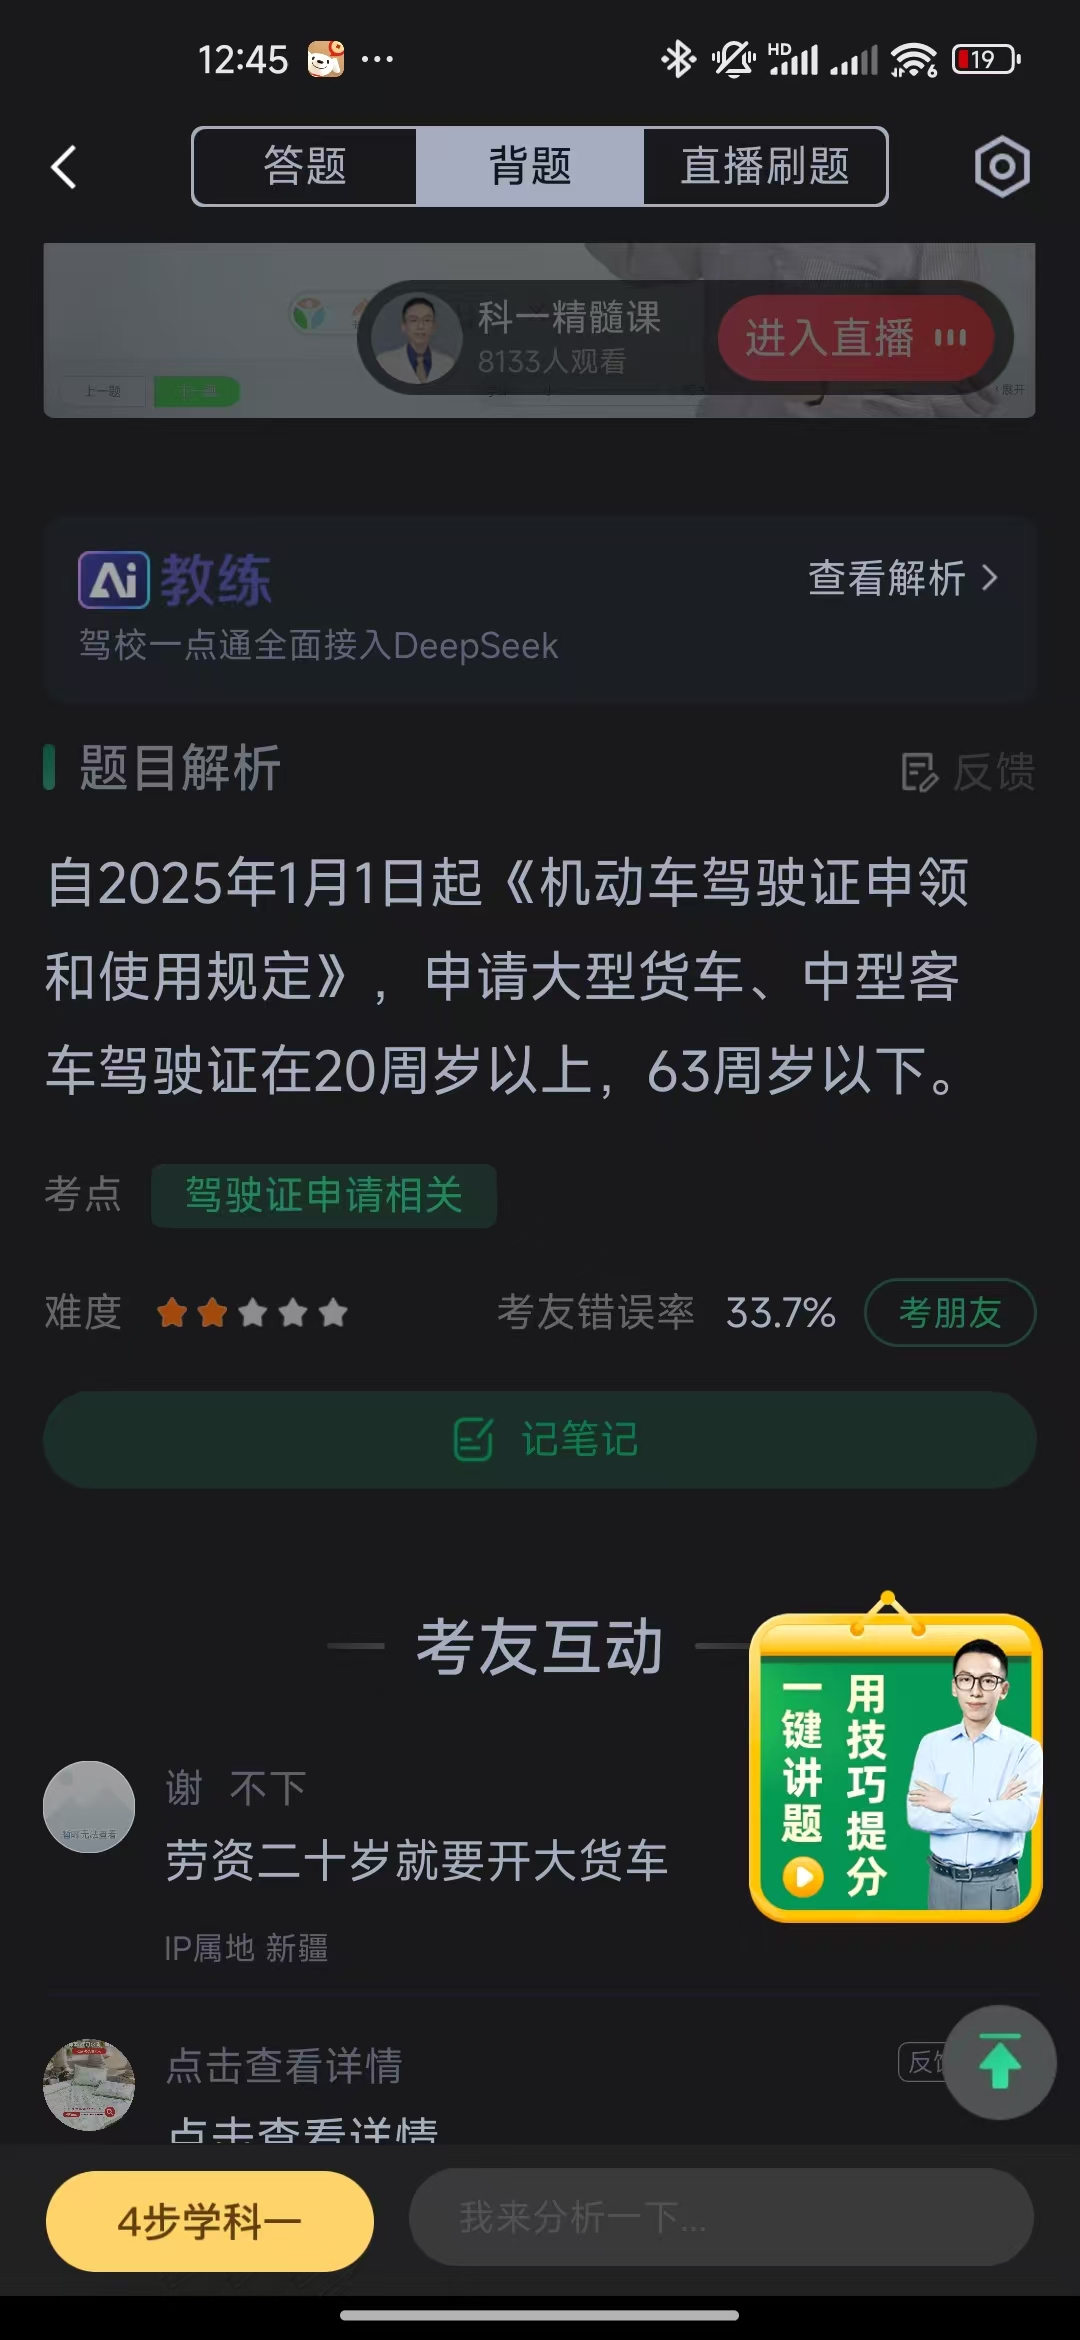 12:45
HD
6
19
答题
背题
直播刷题
科一精髓课
8133人观看
进入直播
上一题
展开
Ai 教练
查看解析
驾校一点通全面接入DeepSeek
题目解析
反馈
自2025年1月1日起《机动车驾驶证申领
和使用规定》，申请大型货车、中型客
车驾驶证在20周岁以上，63周岁以下。
考点
驾驶证申请相关
难度
考友错误率 33.7%
考朋友
记笔记
考友互动
一键讲题
用技巧提分
谢 不下
劳资二十岁就要开大货车
IP属地 新疆
点击查看详情
反馈
点击查看详情
4步学科一
我来分析一下...